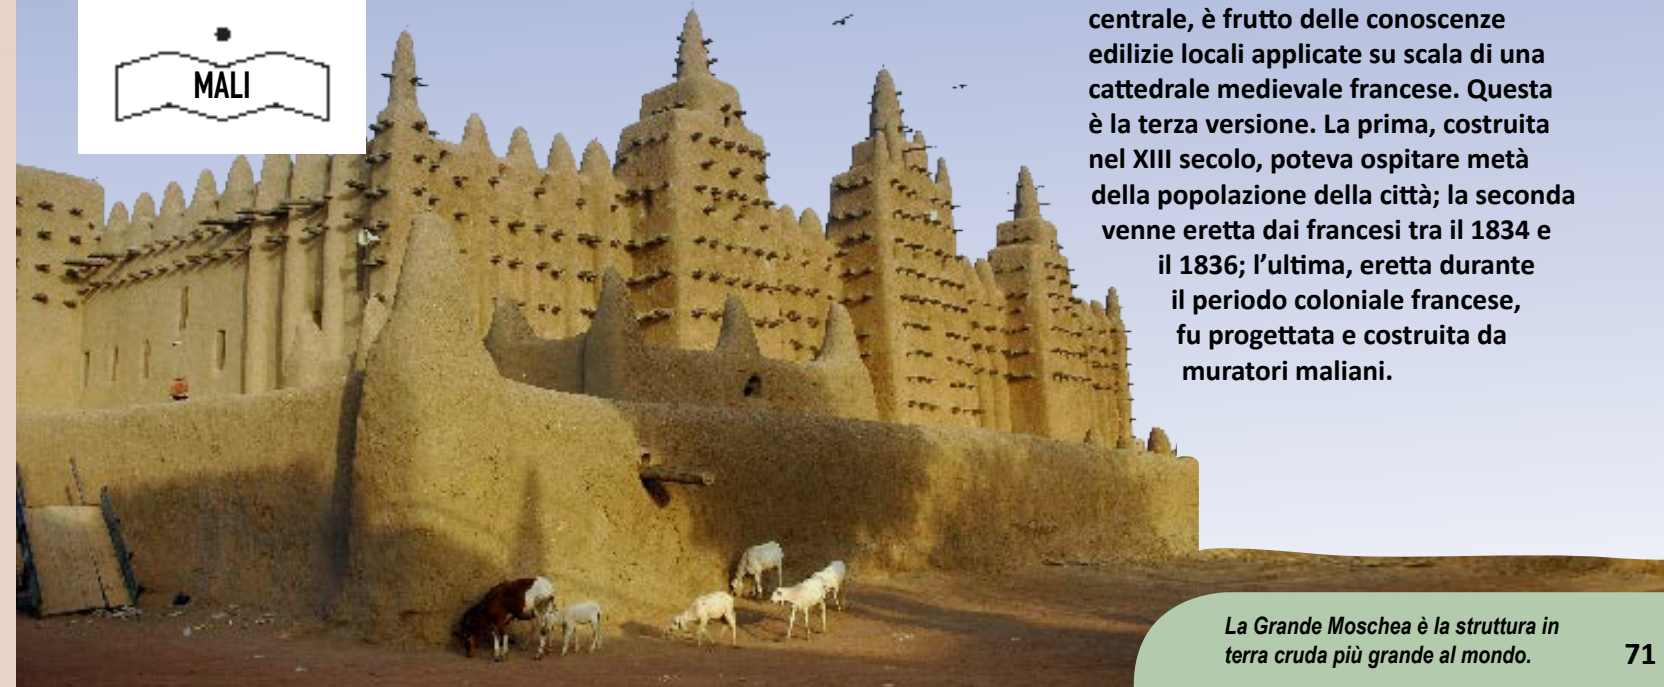 MALI
centrale, è frutto delle conoscenze
edilizie locali applicate su scala di una
cattedrale medievale francese. Questa
è la terza versione. La prima, costruita
nel XIII secolo, poteva ospitare metà
della popolazione della città; la seconda
venne eretta dai francesi tra il 1834 e
il 1836; l’ultima, eretta durante
il periodo coloniale francese,
fu progettata e costruita da
muratori maliani.
La Grande Moschea è la struttura in
terra cruda più grande al mondo.
71